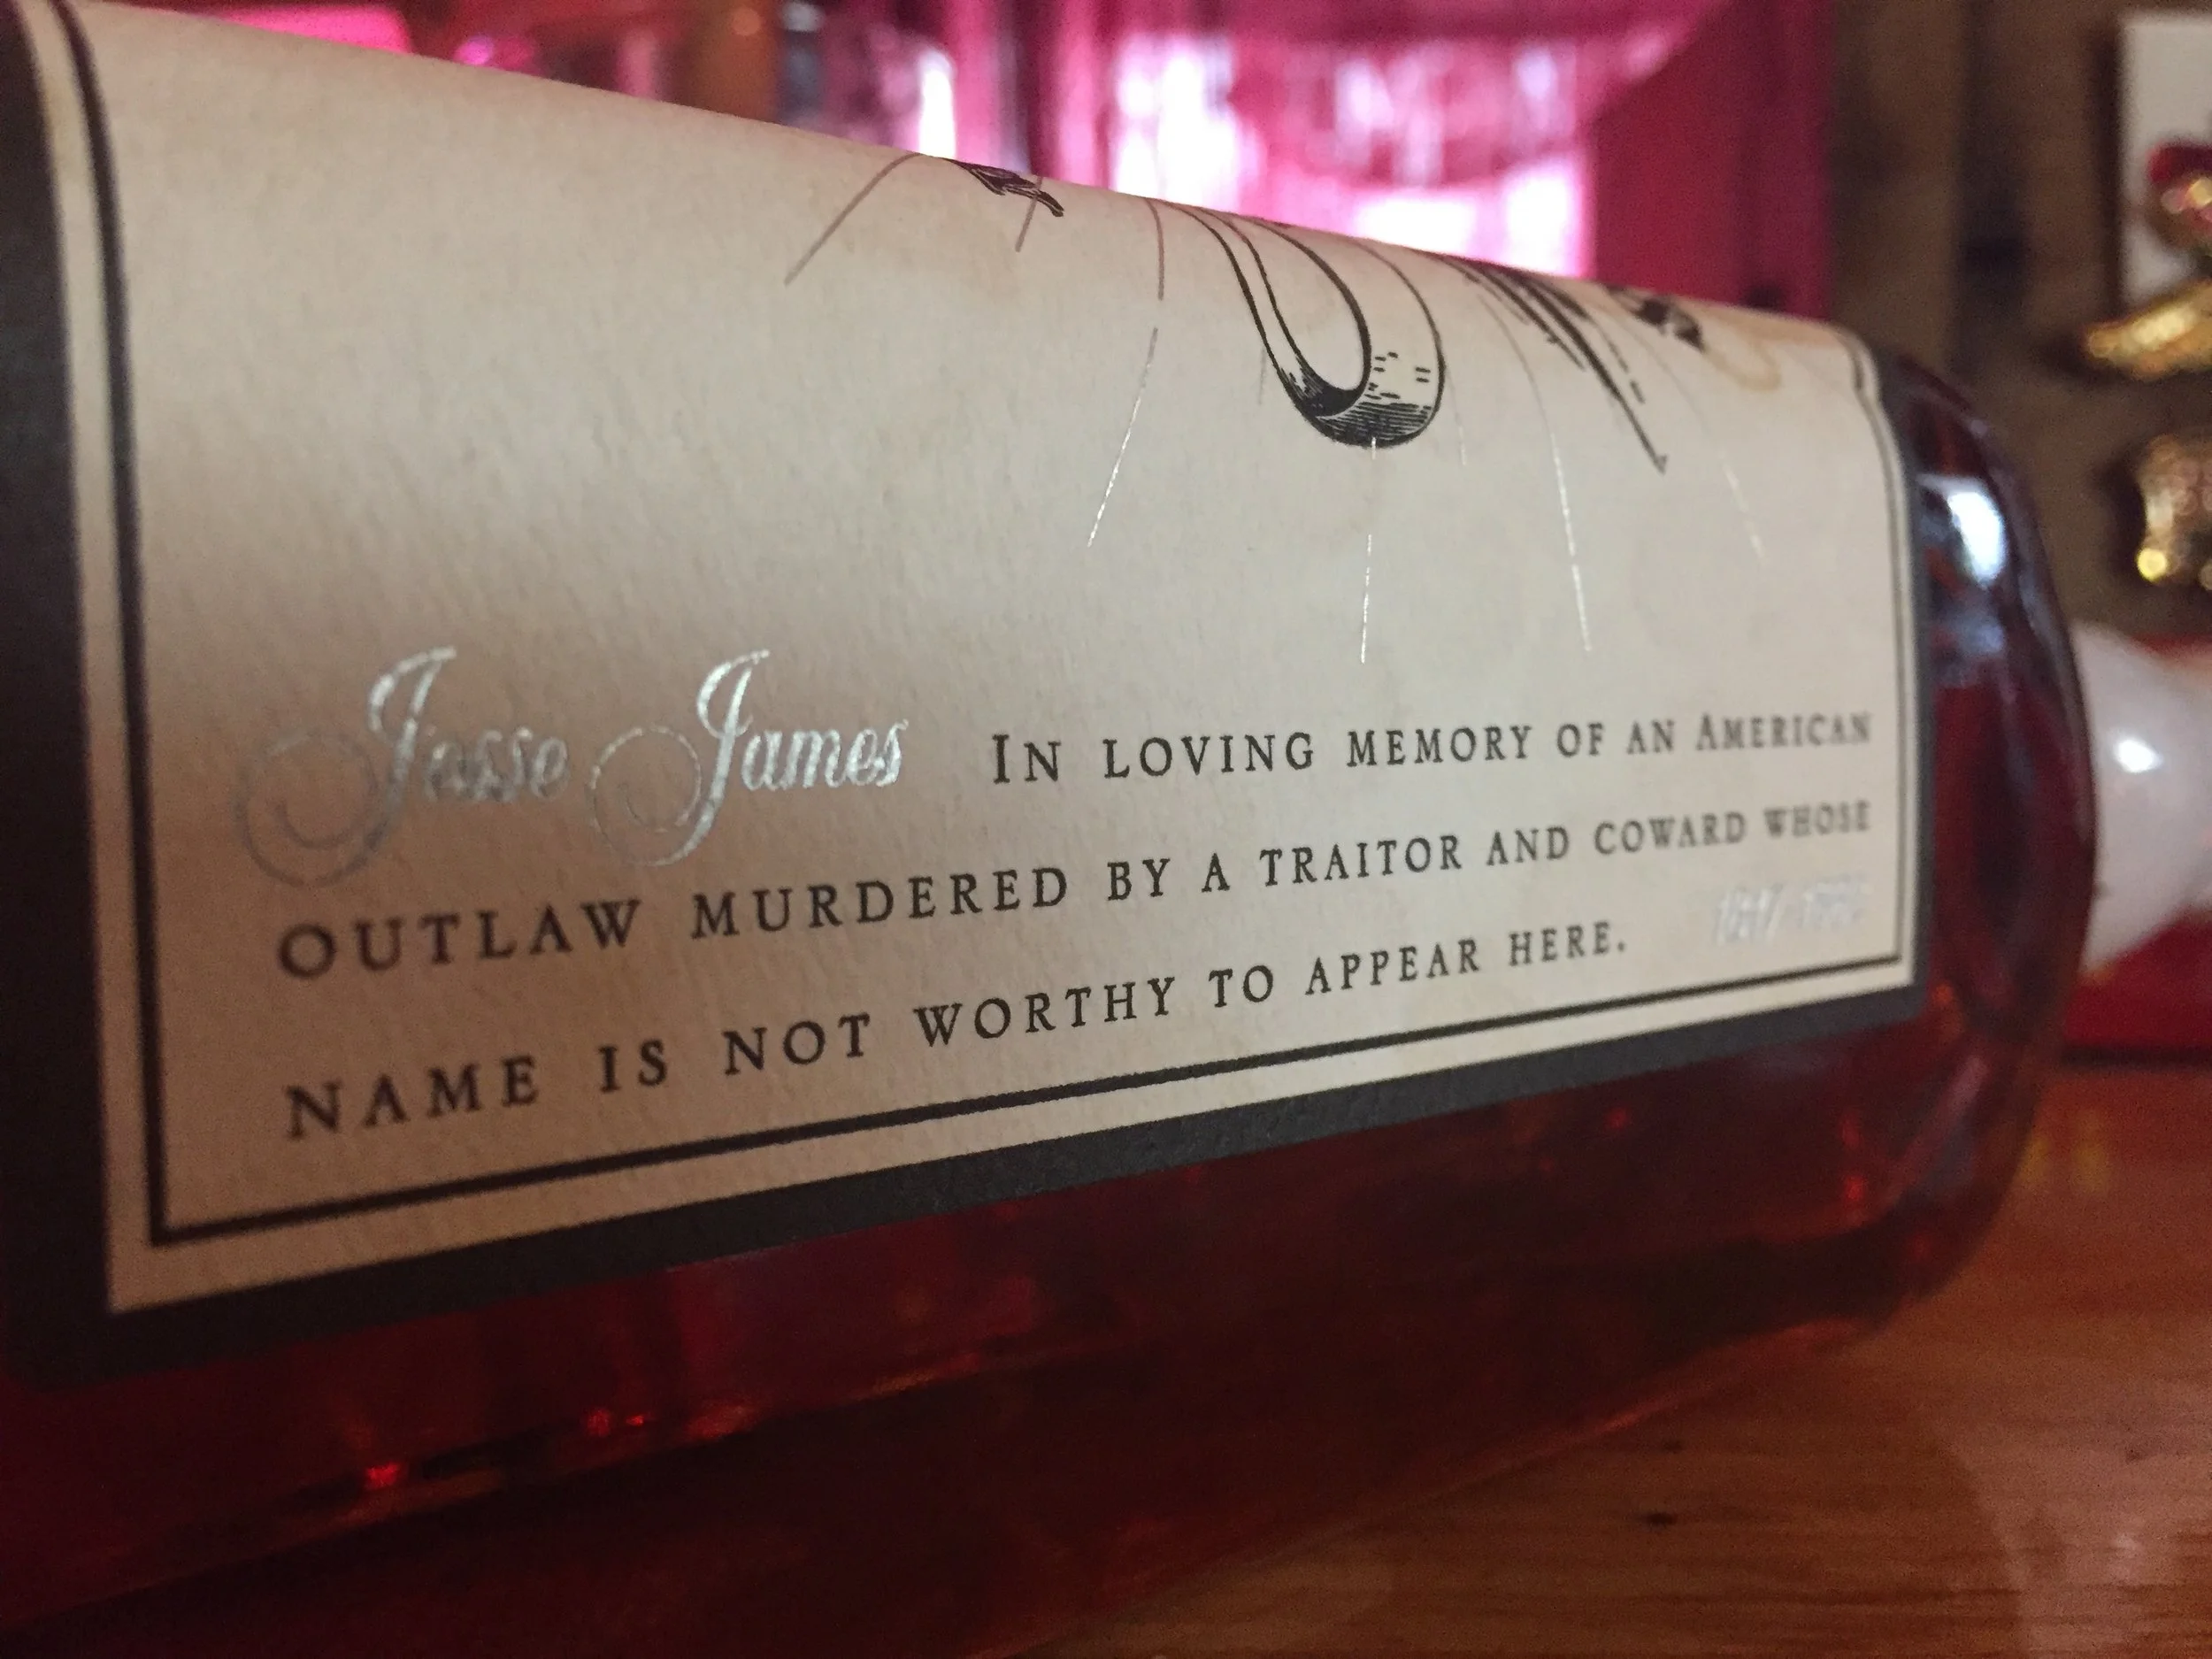 Jesse James IN LOVING MEMORY OF AN AMERICAN
OUTLAW MURDERED BY A TRAITOR AND COWARD WHOSE
NAME IS NOT WORTHY TO APPEAR HERE.